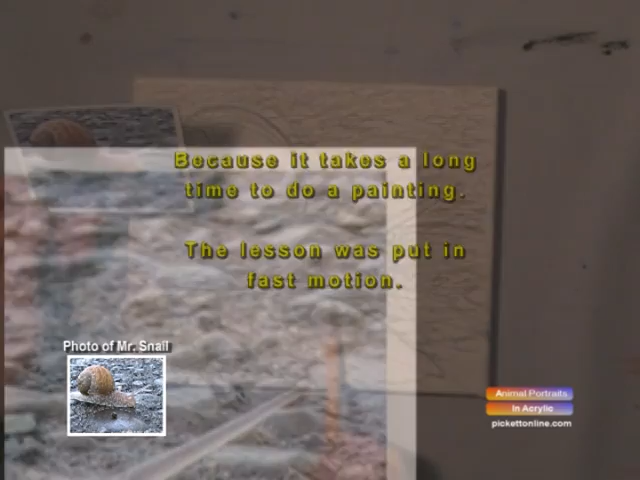 Because it takes a long
time to do a painting.
The lesson was put in
fast motion.
Photo of Mr. Snail
Animal Portraits
In Acrylic
pickettonline.com